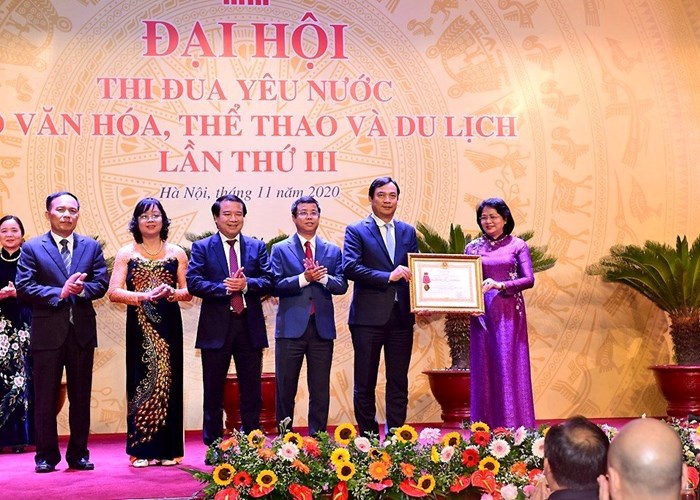 ĐẠI HỘI
THI ĐUA YÊU NƯỚC
VĂN HÓA, THỂ THAO VÀ DU LỊCH
LẦN THỨ III
Hà Nội, tháng 11 năm 2020